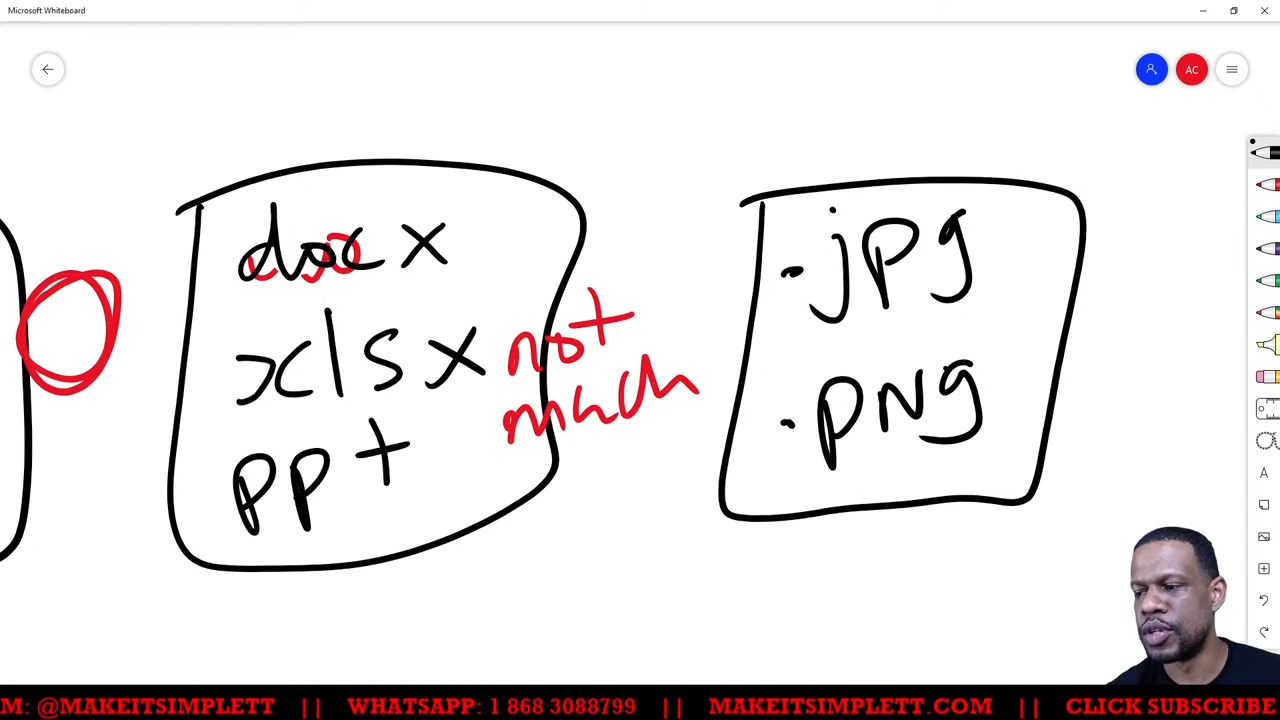 Microsoft Whiteboard
AC
docx
xlsx
not
much
ppt
.jpg
.png
A
M: @MAKEITSIMPLETT || WHATSAPP: 1 868 3088799 || MAKEITSIMPLETT.COM || CLICK SUBSCRIBE